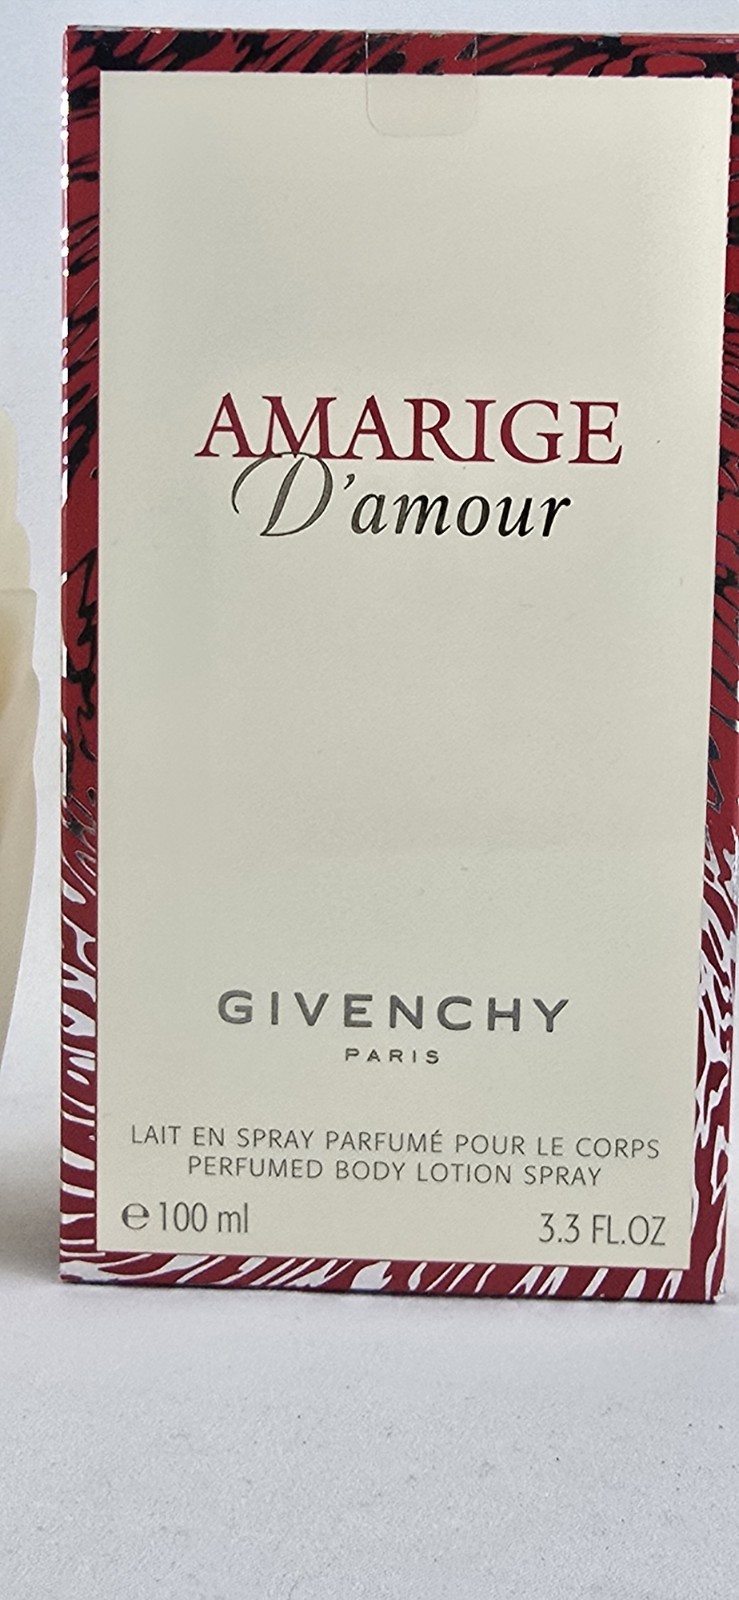 AMARIGE
D'amour
GIVENCHY
PARIS
LAIT EN SPRAY PARFUMÉ POUR LE CORPS
PERFUMED BODY LOTION SPRAY
℮ 100 ml 3.3 FL.OZ